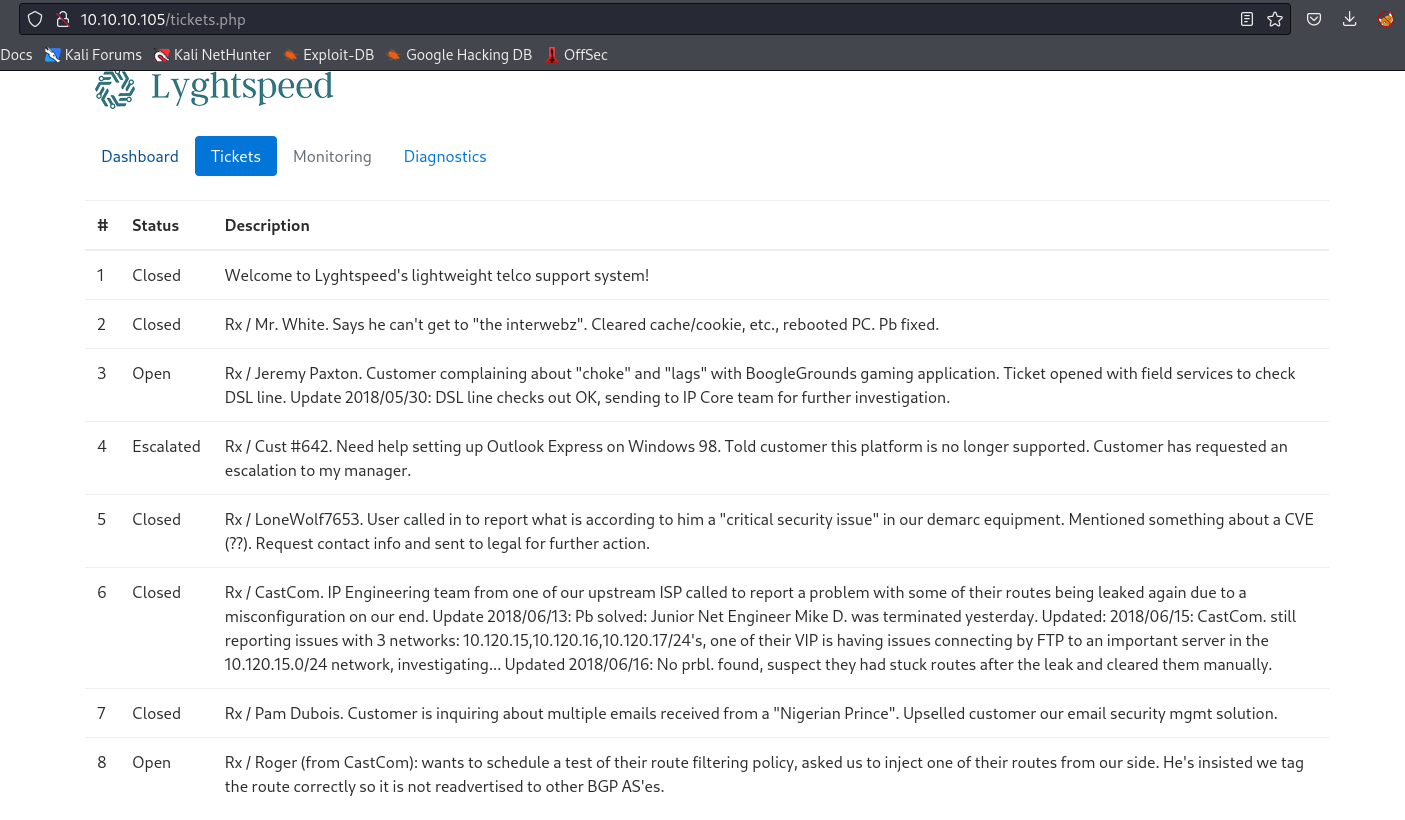 10.10.10.105/tickets.php
Docs Kali Forums Kali NetHunter Exploit-DB Google Hacking DB OffSec
Lyghtspeed
Dashboard Tickets Monitoring Diagnostics
# Status Description
1 Closed Welcome to Lyghtspeed's lightweight telco support system!
2 Closed Rx / Mr. White. Says he can't get to "the interwebz". Cleared cache/cookie, etc., rebooted PC. Pb fixed.
3 Open Rx / Jeremy Paxton. Customer complaining about "choke" and "lags" with BoogleGrounds gaming application. Ticket opened with field services to check
DSL line. Update 2018/05/30: DSL line checks out OK, sending to IP Core team for further investigation.
4 Escalated Rx / Cust #642. Need help setting up Outlook Express on Windows 98. Told customer this platform is no longer supported. Customer has requested an
escalation to my manager.
5 Closed Rx / LoneWolf7653. User called in to report what is according to him a "critical security issue" in our demarc equipment. Mentioned something about a CVE
(??). Request contact info and sent to legal for further action.
6 Closed Rx / CastCom. IP Engineering team from one of our upstream ISP called to report a problem with some of their routes being leaked again due to a
misconfiguration on our end. Update 2018/06/13: Pb solved: Junior Net Engineer Mike D. was terminated yesterday. Updated: 2018/06/15: CastCom. still
reporting issues with 3 networks: 10.120.15,10.120.16,10.120.17/24's, one of their VIP is having issues connecting by FTP to an important server in the
10.120.15.0/24 network, investigating... Updated 2018/06/16: No prbl. found, suspect they had stuck routes after the leak and cleared them manually.
7 Closed Rx / Pam Dubois. Customer is inquiring about multiple emails received from a "Nigerian Prince". Upselled customer our email security mgmt solution.
8 Open Rx / Roger (from CastCom): wants to schedule a test of their route filtering policy, asked us to inject one of their routes from our side. He's insisted we tag
the route correctly so it is not readvertised to other BGP AS'es.